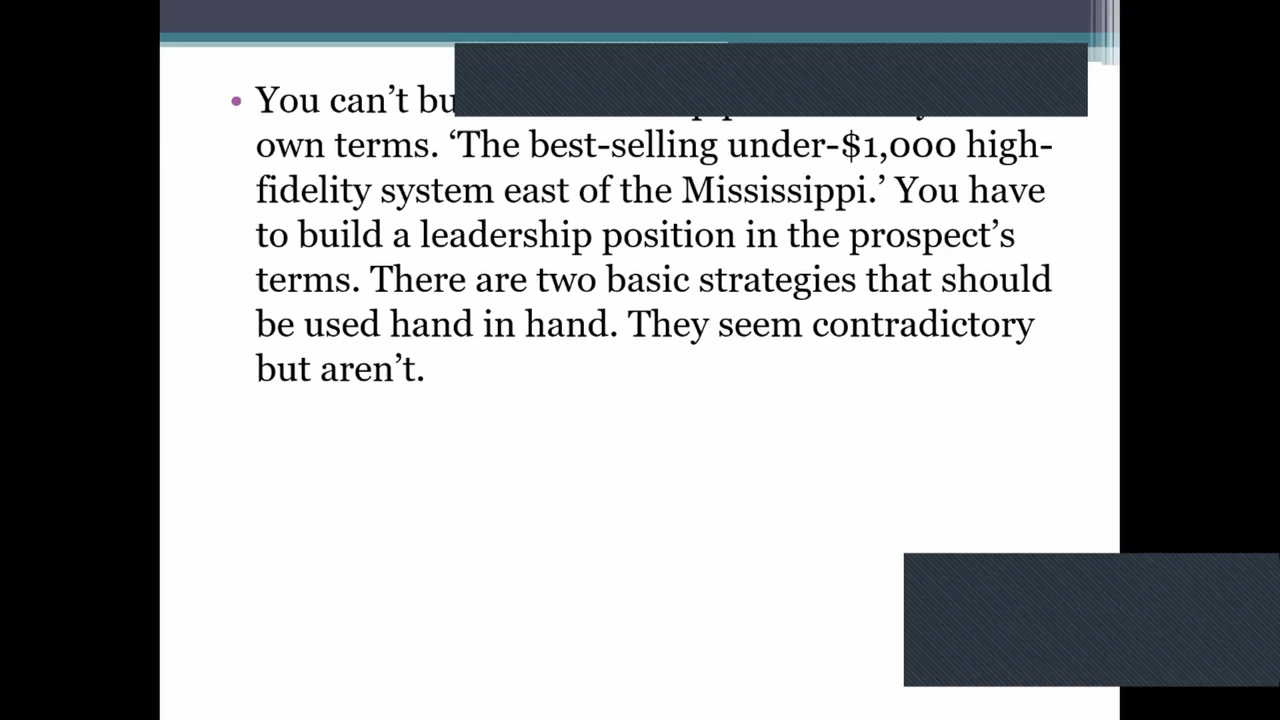 You can’t
own terms. ‘The best-selling under-$1,000 high-
fidelity system east of the Mississippi.’ You have
to build a leadership position in the prospect’s
terms. There are two basic strategies that should
be used hand in hand. They seem contradictory
but aren’t.